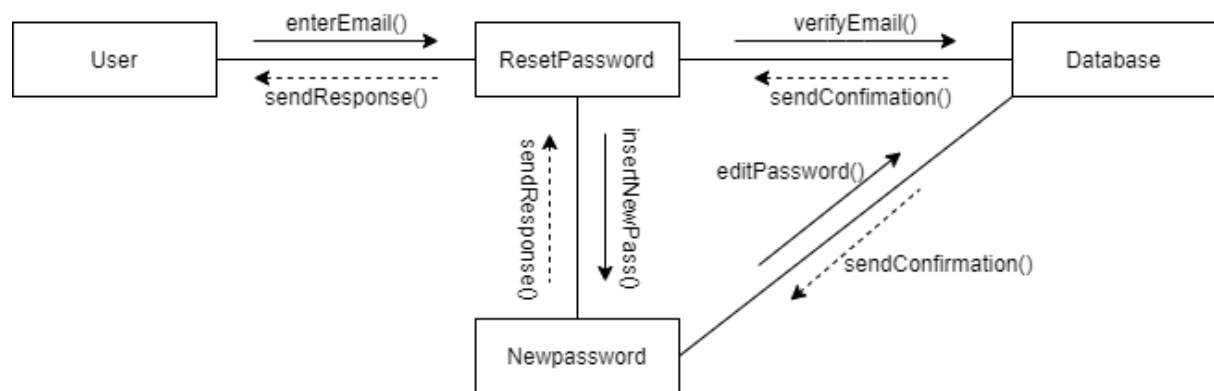 enterEmail()
verifyEmail()
User
ResetPassword
Database
sendResponse()
sendConfimation()
sendResponse()
insertNewPass()
editPassword()
sendConfirmation()
Newpassword